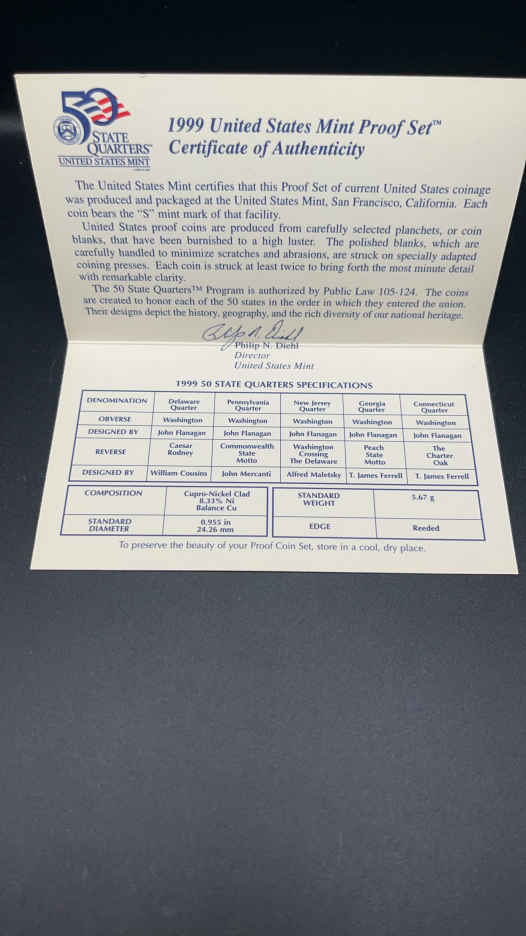 50
STATE
QUARTERS™
UNITED STATES MINT
1999 United States Mint Proof Set™
Certificate of Authenticity
The United States Mint certifies that this Proof Set of current United States coinage
was produced and packaged at the United States Mint, San Francisco, California. Each
coin bears the “S” mint mark of that facility.
United States proof coins are produced from carefully selected planchets, or coin
blanks, that have been burnished to a high luster. The polished blanks, which are
carefully handled to minimize scratches and abrasions, are struck on specially adapted
coining presses. Each coin is struck at least twice to bring forth the most minute detail
with remarkable clarity.
The 50 State Quarters™ Program is authorized by Public Law 105-124. The coins
are created to honor each of the 50 states in the order in which they entered the union.
Their designs depict the history, geography, and the rich diversity of our national heritage.
Philip N. Diehl
Philip N. Diehl
Director
United States Mint
1999 50 STATE QUARTERS SPECIFICATIONS
DENOMINATION Delaware Quarter Pennsylvania Quarter New Jersey Quarter Georgia Quarter Connecticut Quarter
OBVERSE Washington Washington Washington Washington Washington
DESIGNED BY John Flanagan John Flanagan John Flanagan John Flanagan John Flanagan
REVERSE Caesar Rodney Commonwealth State Motto Washington Crossing The Delaware Peach State Motto The Charter Oak
DESIGNED BY William Cousins John Mercanti Alfred Maletsky T. James Ferrell T. James Ferrell
COMPOSITION Cupro-Nickel Clad 8.33% Ni Balance Cu STANDARD WEIGHT 5.67 g
STANDARD DIAMETER 0.955 in 24.26 mm EDGE Reeded
To preserve the beauty of your Proof Coin Set, store in a cool, dry place.